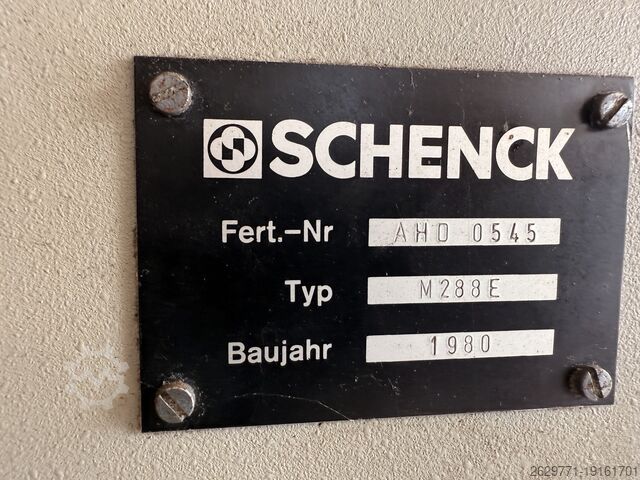 SCHENCK
Fert.-Nr AHD 0545
Typ M288E
Baujahr 1980
2629771-19161701